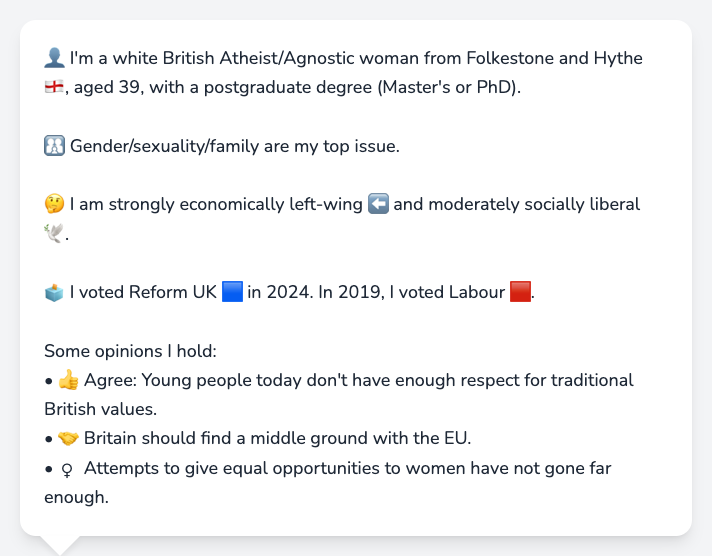 👤 I'm a white British Atheist/Agnostic woman from Folkestone and Hythe
🏴󠁧󠁢󠁥󠁮󠁧󠁿, aged 39, with a postgraduate degree (Master's or PhD).
🚻 Gender/sexuality/family are my top issue.
🤔 I am strongly economically left-wing ⬅️ and moderately socially liberal
🕊️.
🗳️ I voted Reform UK 🟦 in 2024. In 2019, I voted Labour 🟥.
Some opinions I hold:
• 👍 Agree: Young people today don't have enough respect for traditional
British values.
• 🤝 Britain should find a middle ground with the EU.
• ♀ Attempts to give equal opportunities to women have not gone far
enough.